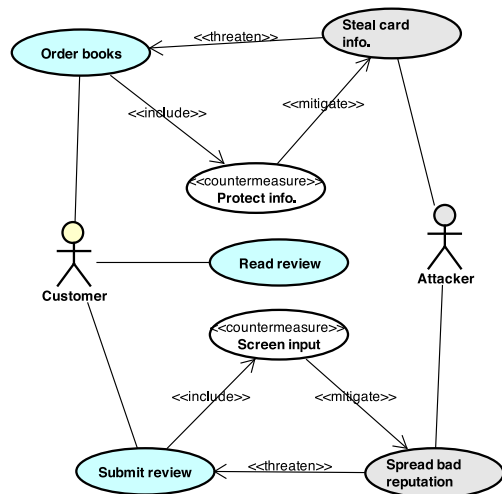 Steal card
info.
<<threaten>>
Order books
<<mitigate>>
<<include>>
<<countermeasure>>
Protect info.
Read review
Attacker
Customer
<<countermeasure>>
Screen input
<<include>>
<<mitigate>>
Submit review
<<threaten>>
Spread bad
reputation